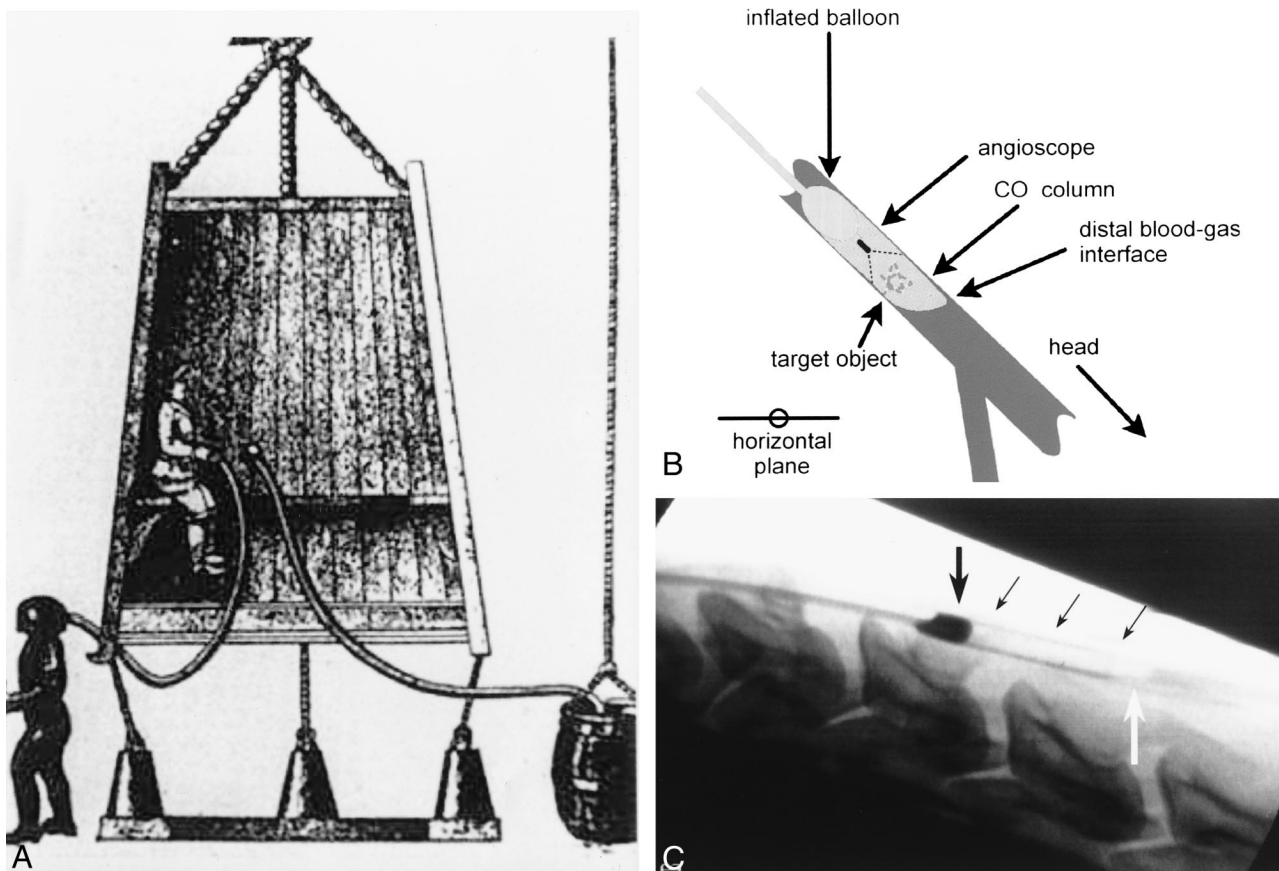 A
inflated balloon
angioscope
CO column
distal blood-gas
interface
target object
head
horizontal
plane
B
C